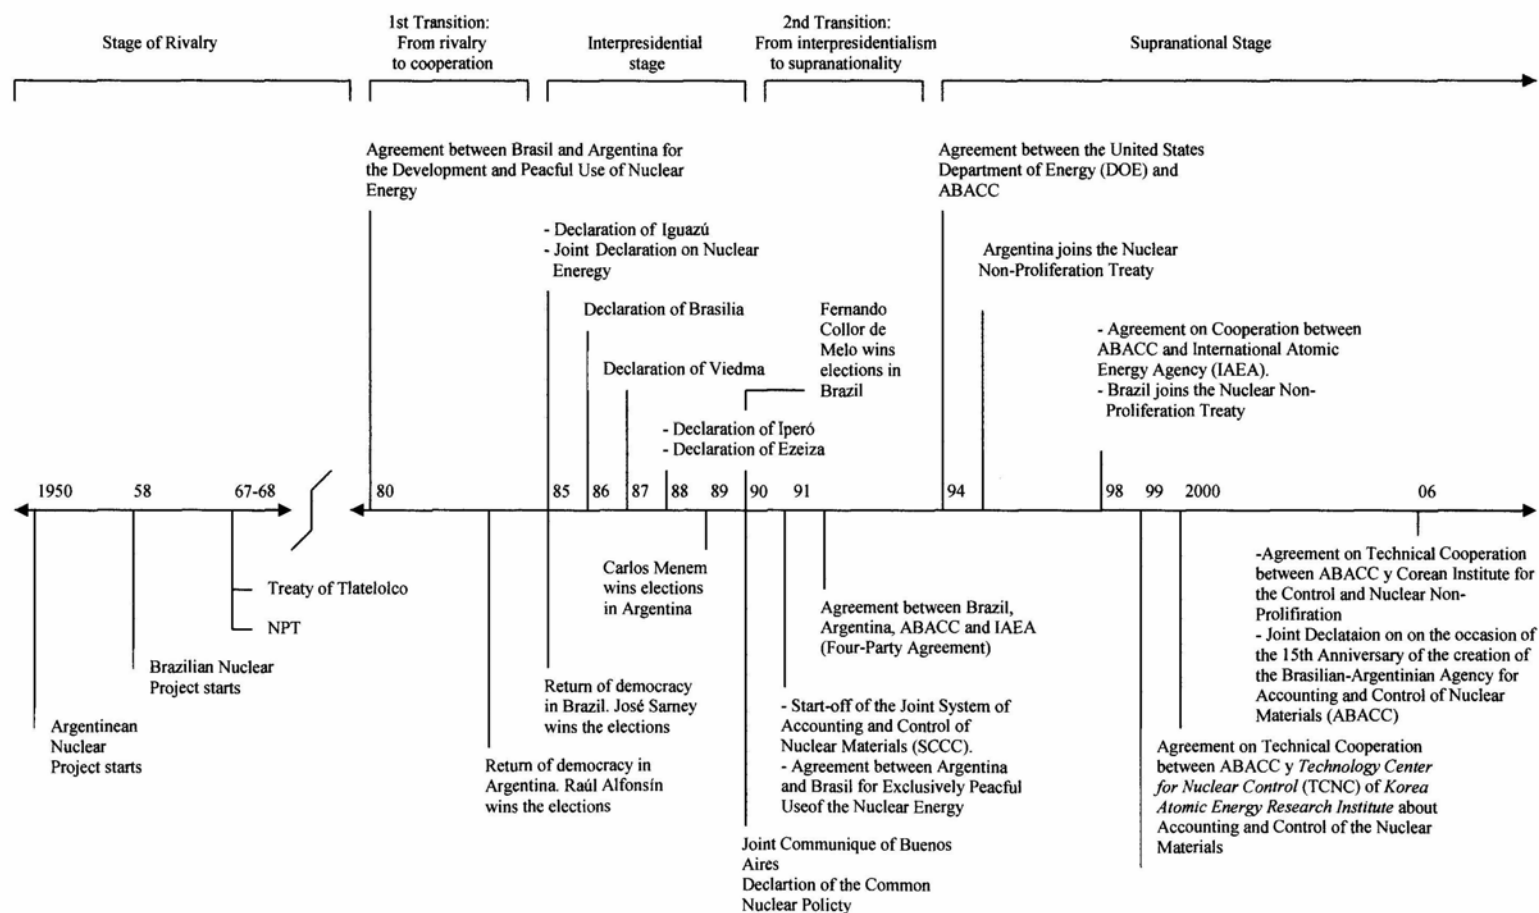 Stage of Rivalry
1st Transition:
From rivalry
to cooperation
Interpresidential
stage
2nd Transition:
From interpresidentialism
to supranationality
Supranational Stage
Agreement between Brasil and Argentina for
the Development and Peacful Use of Nuclear
Energy
Agreement between the United States
Department of Energy (DOE) and
ABACC
- Declaration of Iguazú
- Joint Declaration on Nuclear
Eneregy
Argentina joins the Nuclear
Non-Proliferation Treaty
Declaration of Brasilia
Fernando
Collor de
Melo wins
elections in
Brazil
- Agreement on Cooperation between
ABACC and International Atomic
Energy Agency (IAEA).
- Brazil joins the Nuclear Non-
Proliferation Treaty
Declaration of Viedma
- Declaration of Iperó
- Declaration of Ezeiza
1950
58
67-68
80
85
86
87
88
89
90
91
94
98
99
2000
06
Treaty of Tlatelolco
NPT
Brazilian Nuclear
Project starts
Argentinean
Nuclear
Project starts
Carlos Menem
wins elections
in Argentina
Return of democracy
in Brazil. José Sarney
wins the elections
Return of democracy in
Argentina. Raúl Alfonsín
wins the elections
Agreement between Brazil,
Argentina, ABACC and IAEA
(Four-Party Agreement)
- Start-off of the Joint System of
Accounting and Control of
Nuclear Materials (SCCC).
- Agreement between Argentina
and Brasil for Exclusively Peacful
Useof the Nuclear Energy
Joint Communique of Buenos
Aires
Declartion of the Common
Nuclear Policty
-Agreement on Technical Cooperation
between ABACC y Corean Institute for
the Control and Nuclear Non-
Prolifiration
- Joint Declataion on on the occasion of
the 15th Anniversary of the creation of
the Brasilian-Argentinian Agency for
Accounting and Control of Nuclear
Materials (ABACC)
Agreement on Technical Cooperation
between ABACC y Technology Center
for Nuclear Control (TCNC) of Korea
Atomic Energy Research Institute about
Accounting and Control of the Nuclear
Materials